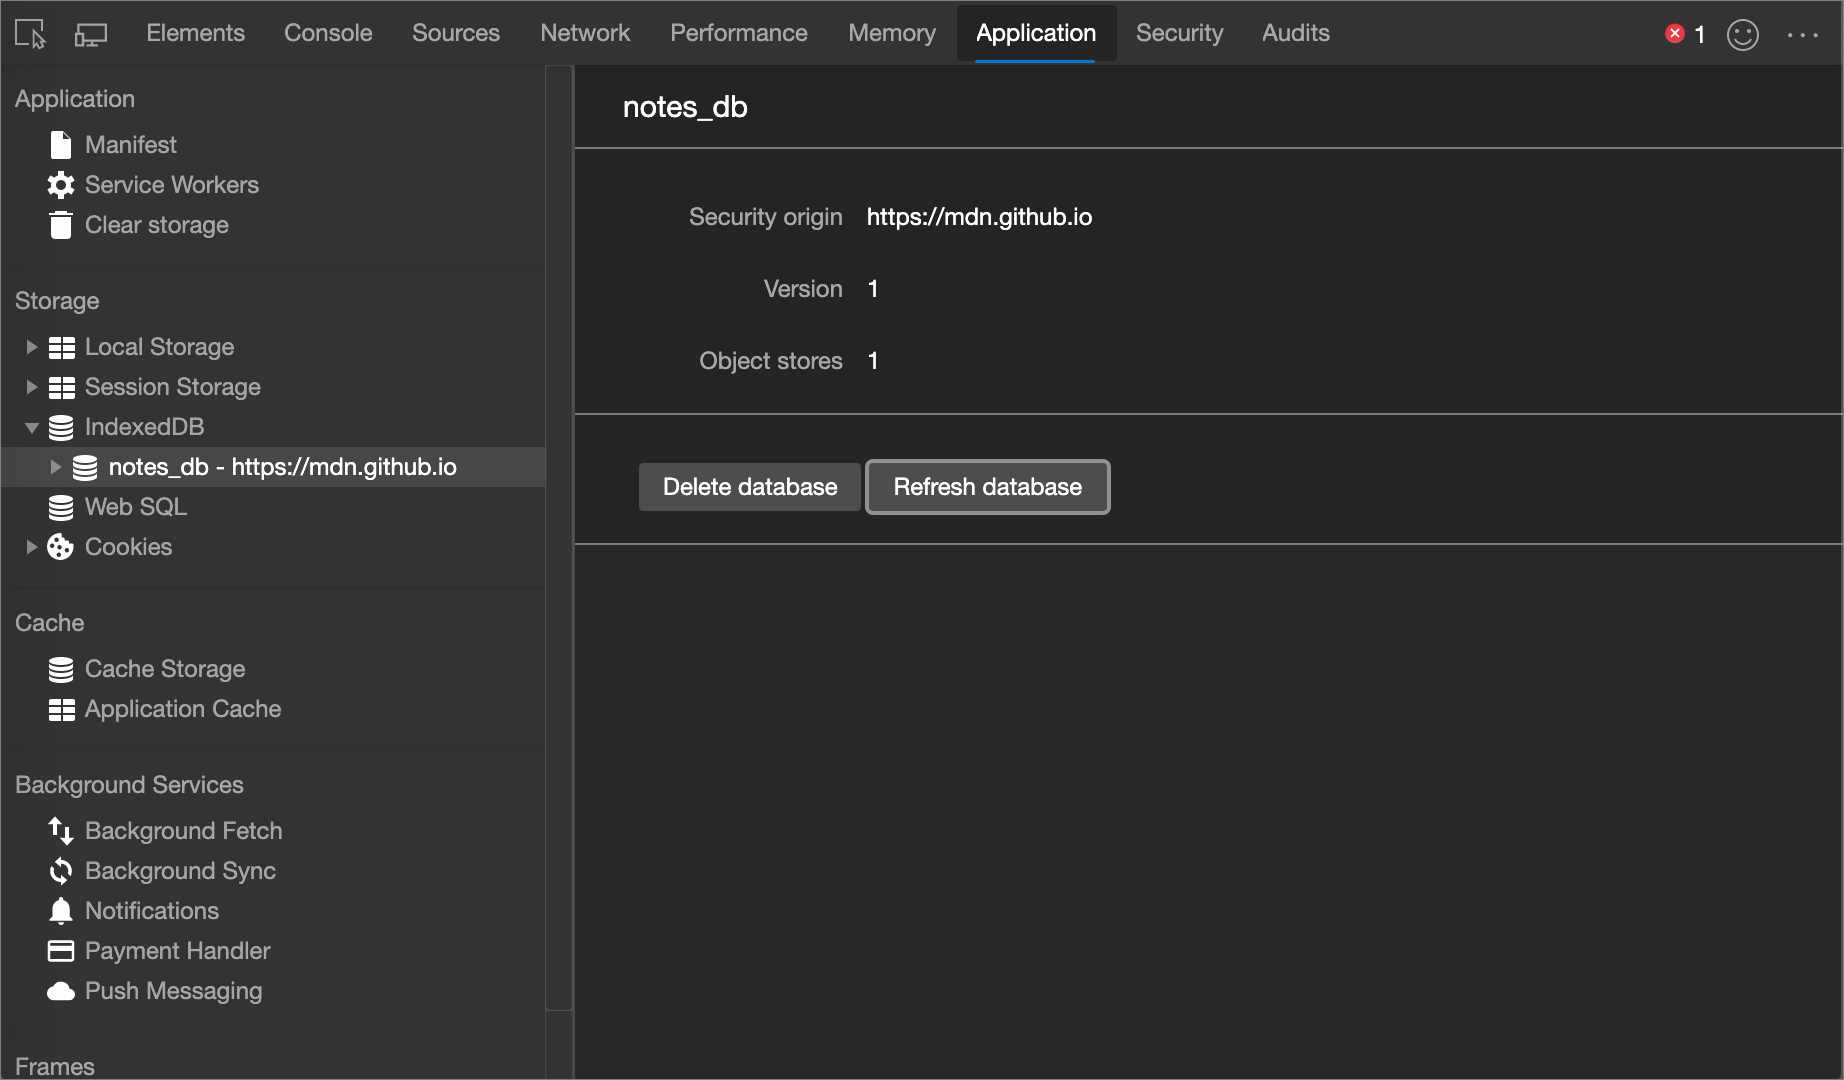 Elements Console Sources Network Performance Memory Application Security Audits 1
Application
Manifest
Service Workers
Clear storage
Storage
Local Storage
Session Storage
IndexedDB
notes_db - https://mdn.github.io
Web SQL
Cookies
Cache
Cache Storage
Application Cache
Background Services
Background Fetch
Background Sync
Notifications
Payment Handler
Push Messaging
Frames
notes_db
Security origin https://mdn.github.io
Version 1
Object stores 1
Delete database Refresh database